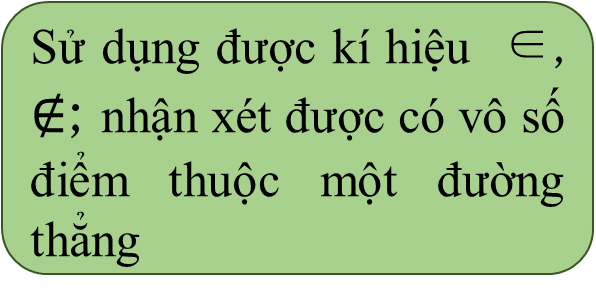 Sử dụng được kí hiệu ∈,
∉; nhận xét được có vô số
điểm thuộc một đường
thẳng